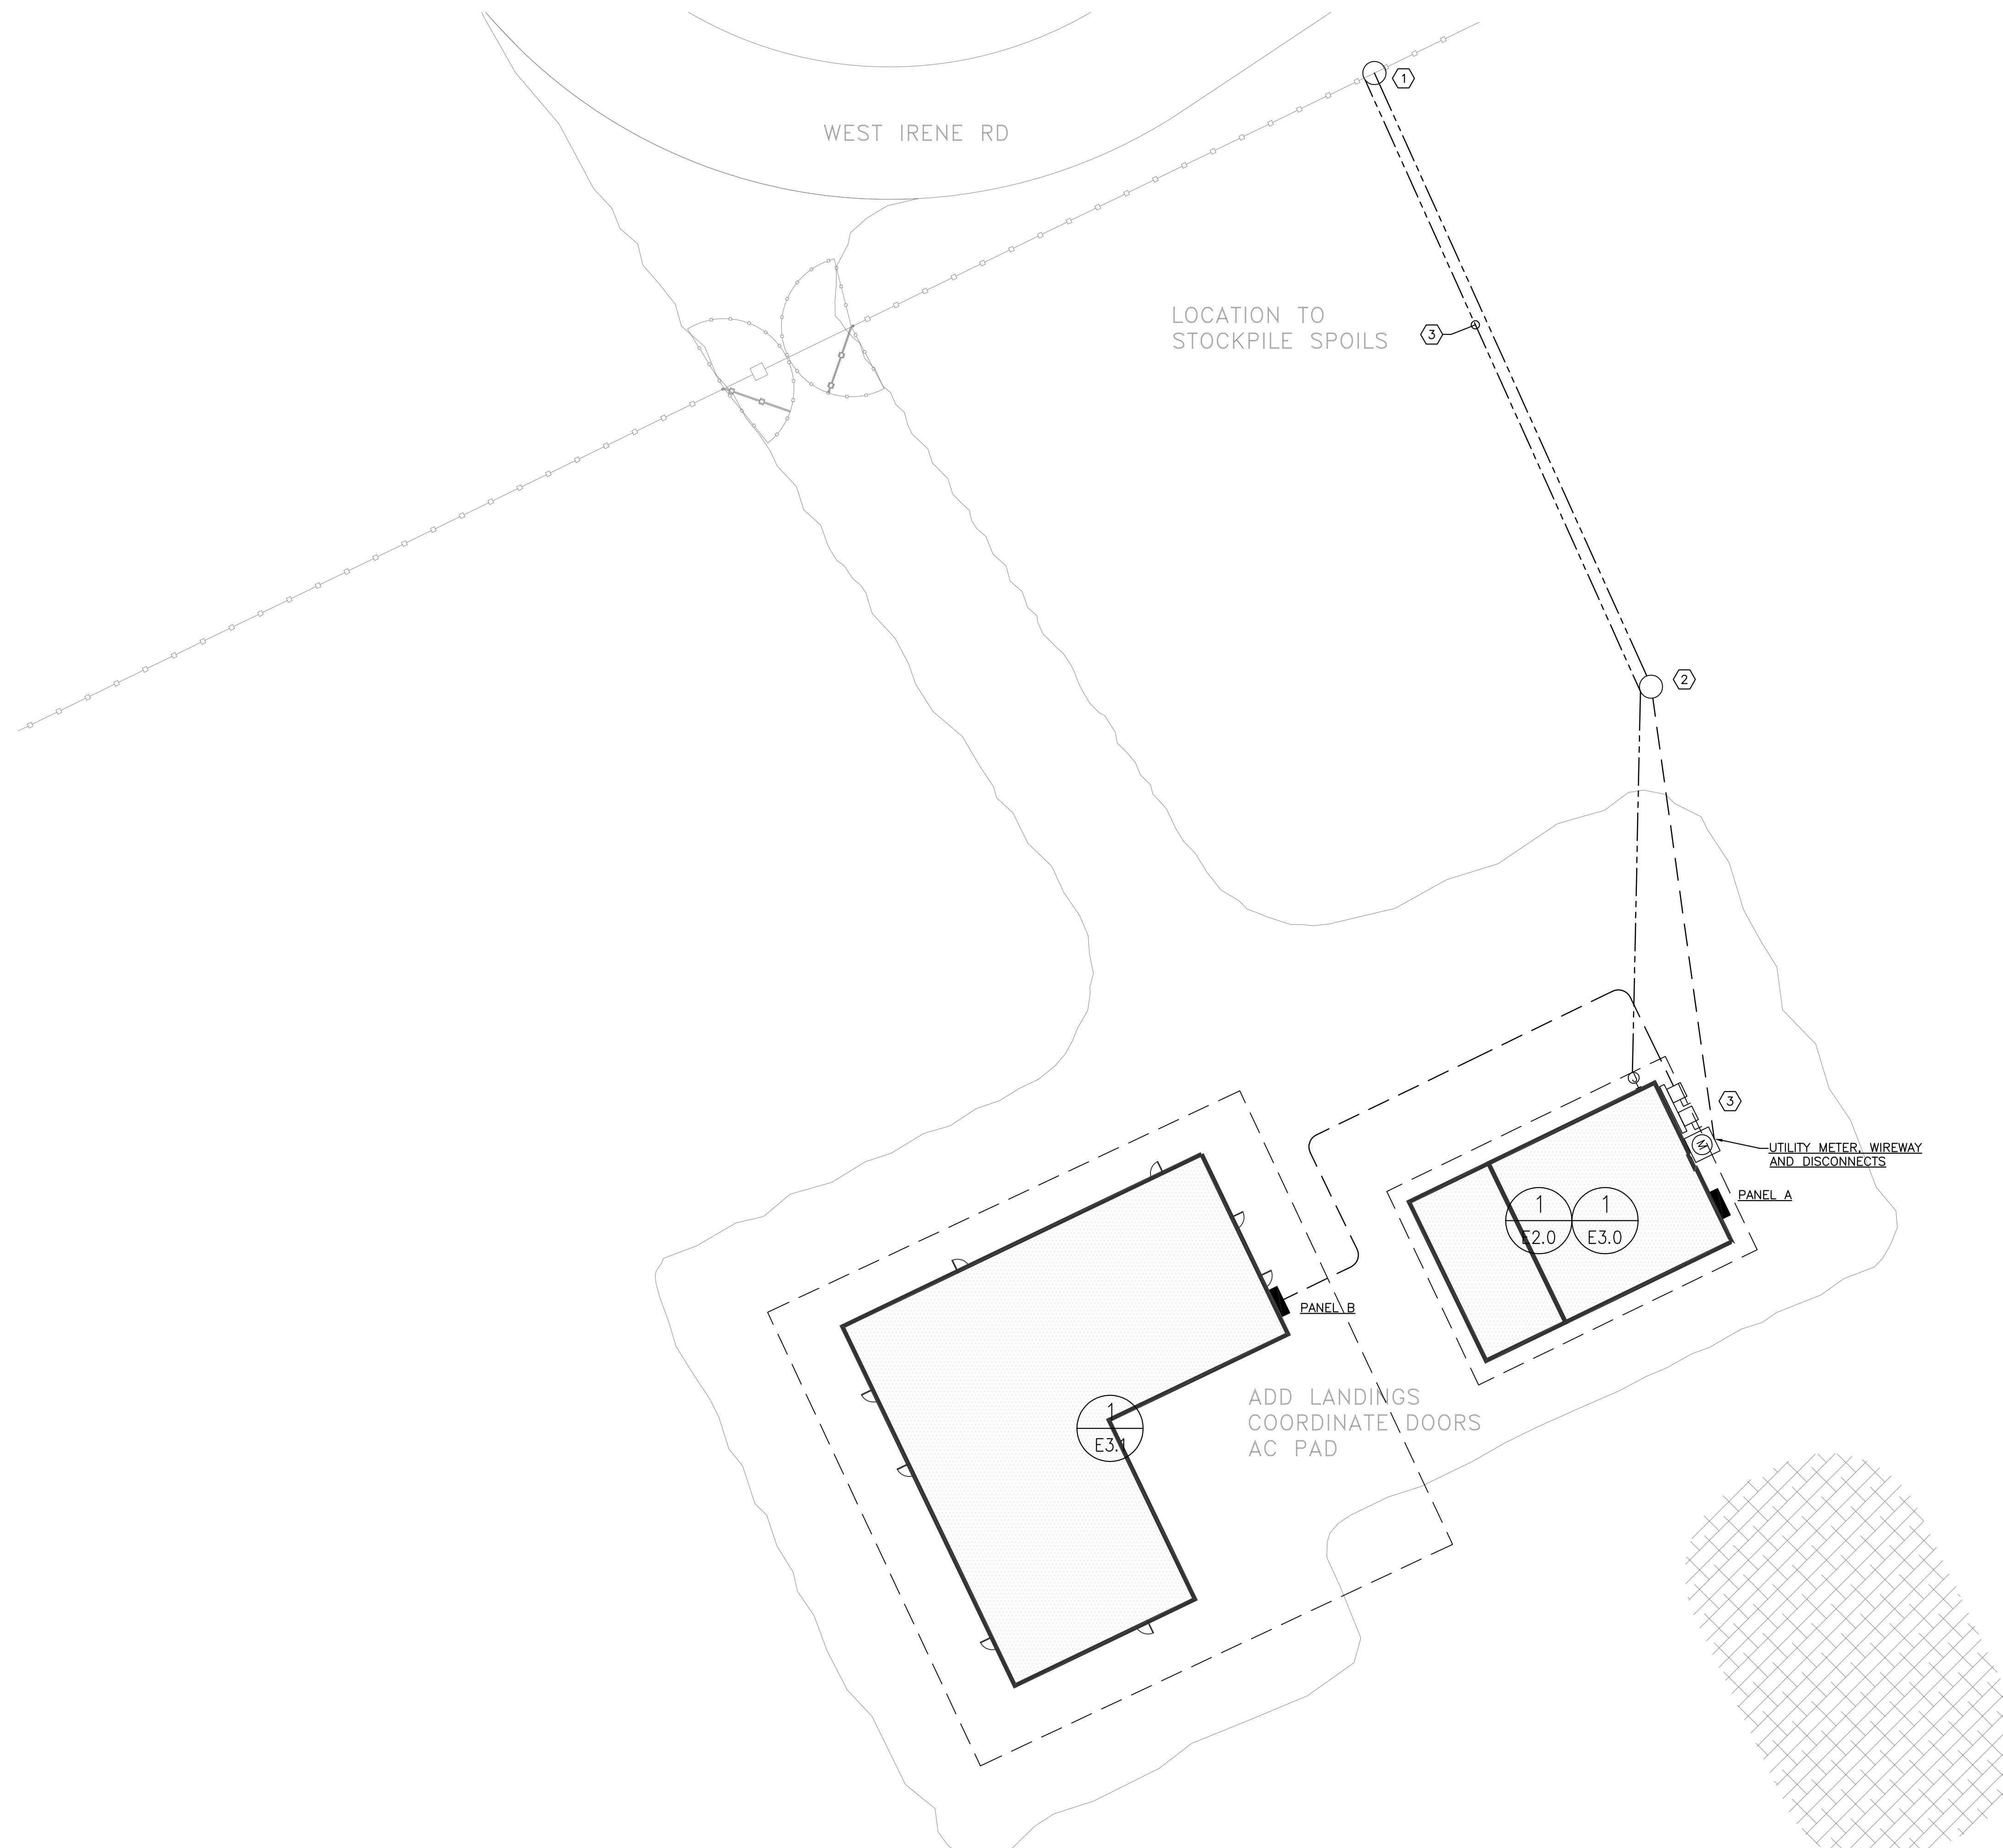 WEST IRENE RD
1
LOCATION TO
STOCKPILE SPOILS
3
2
3
UTILITY METER, WIREWAY
AND DISCONNECTS
M
PANEL A
1
E2.0
1
E3.0
PANEL B
ADD LANDINGS
COORDINATE DOORS
AC PAD
1
E3.1